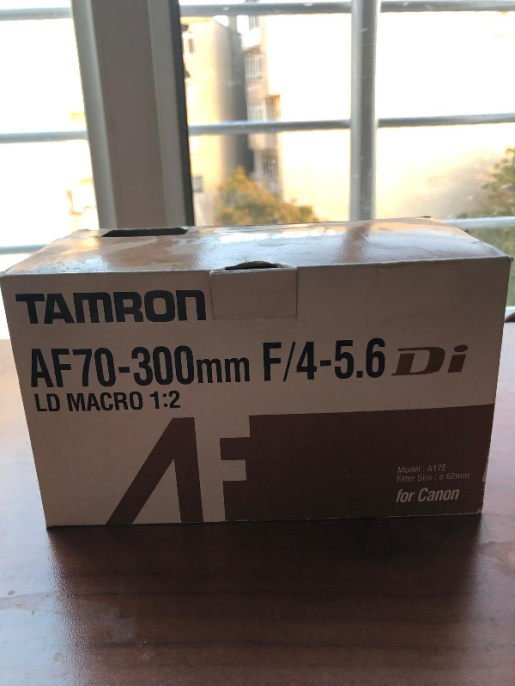 TAMRON
AF70-300mm F/4-5.6 Di
LD MACRO 1:2
AF
Model : A17E
Filter Size : ø 62mm
for Canon